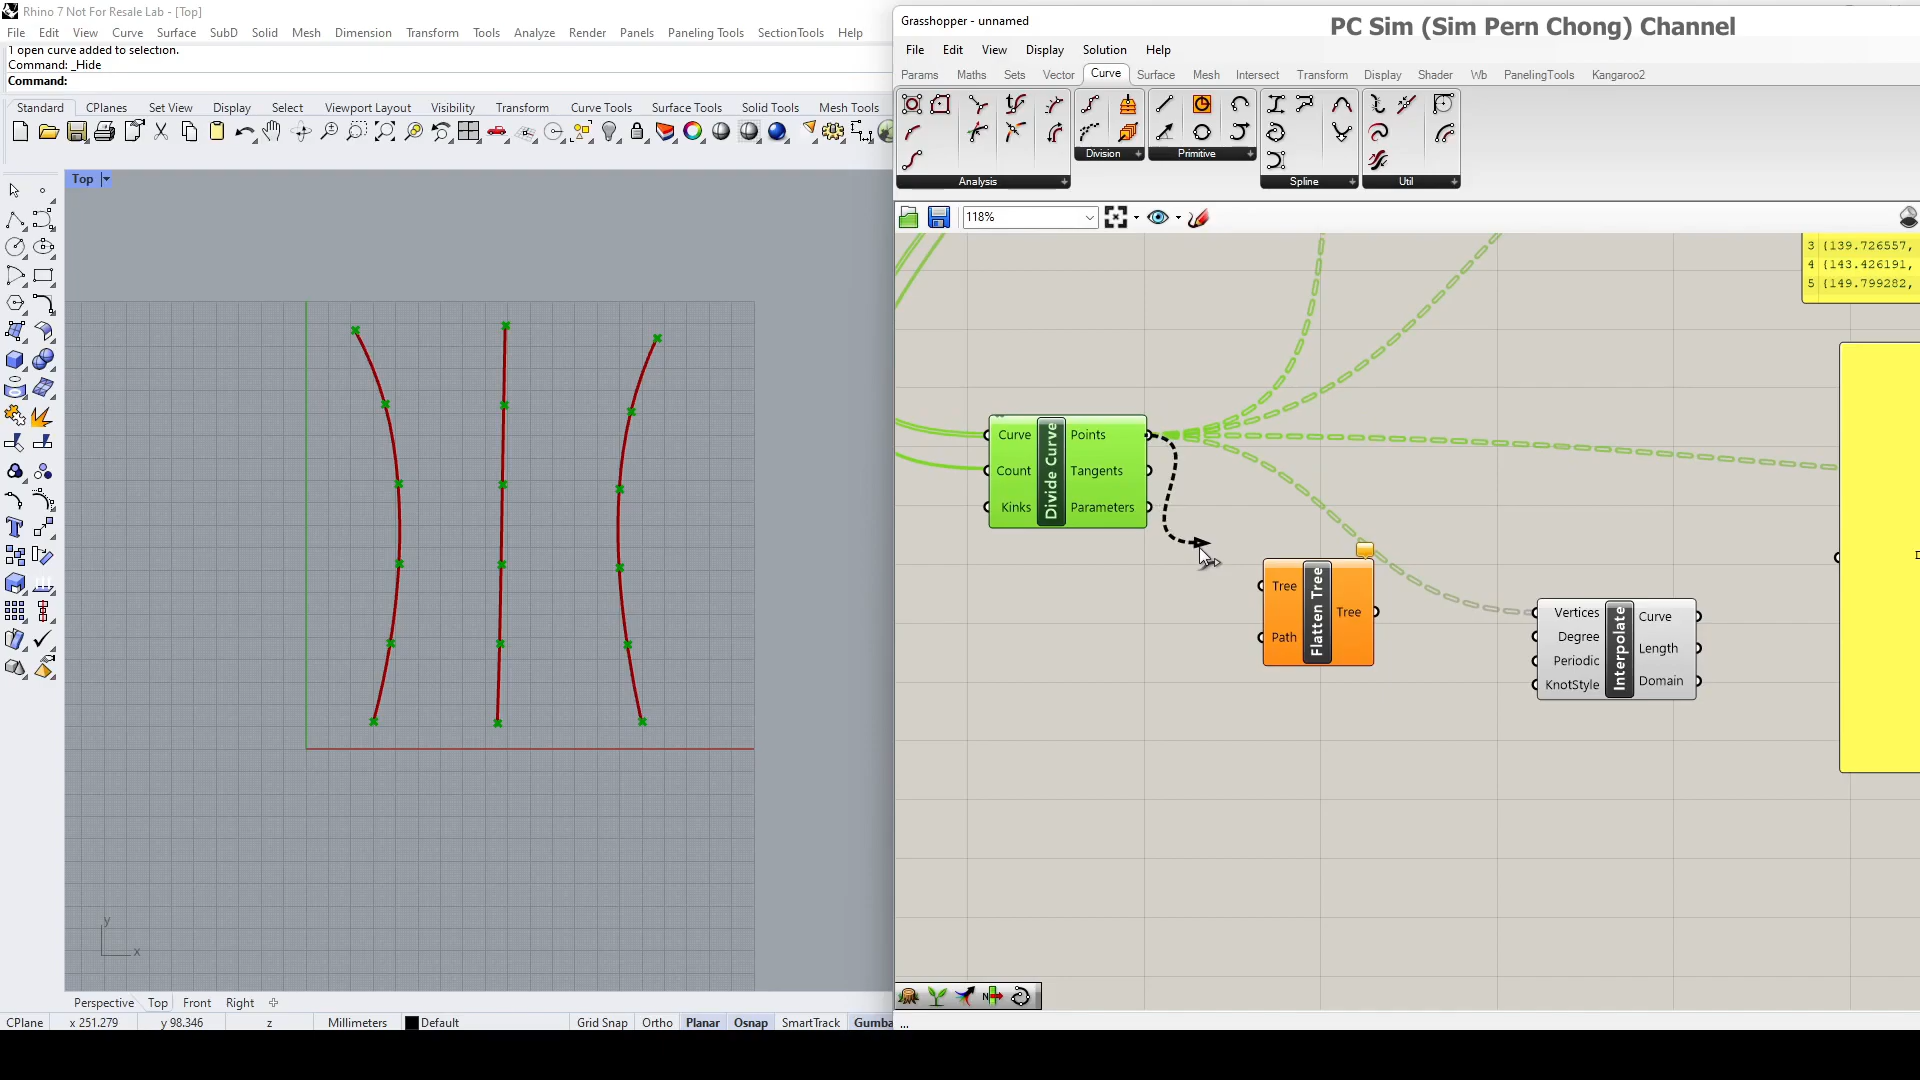 Rhino 7 Not For Resale Lab - [Top]
File Edit View Curve Surface SubD Solid Mesh Dimension Transform Tools Analyze Render Panels Paneling Tools SectionTools Help
1 open curve added to selection.
Command: _Hide
Command:
Standard CPlanes Set View Display Select Viewport Layout Visibility Transform Curve Tools Surface Tools Solid Tools Mesh Tools
Top
y
x
Perspective Top Front Right
CPlane x 251.279 y 98.346 z Millimeters Default Grid Snap Ortho Planar Osnap SmartTrack Gumba
Grasshopper - unnamed
PC Sim (Sim Pern Chong) Channel
File Edit View Display Solution Help
Params Maths Sets Vector Curve Surface Mesh Intersect Transform Display Shader Wb PanelingTools Kangaroo2
Division Primitive
Analysis Spline Util
118%
3 {139.726557,
4 {143.426191,
5 {149.799282,
Curve Points
Count Tangents
Kinks Parameters
Divide Curve
Tree Tree
Path
Flatten Tree
Vertices Curve
Degree Length
Periodic Domain
KnotStyle
Interpolate
...